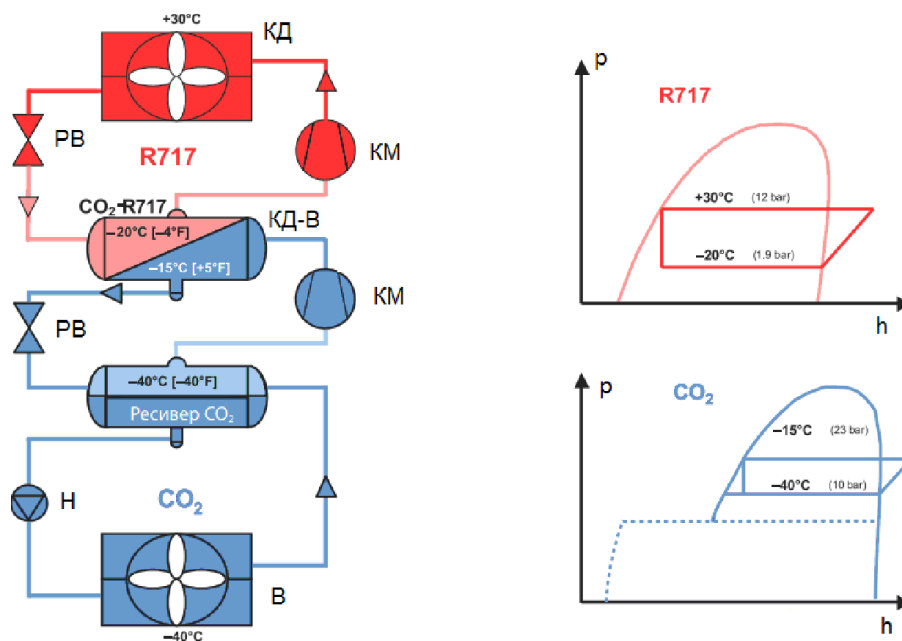 +30°C
КД
РВ
R717
КМ
CO₂-R717
КД-В
–20°C [–4°F]
–15°C [+5°F]
КМ
РВ
–40°C [–40°F]
Ресивер CO₂
Н
CO₂
В
–40°C
p
R717
+30°C (12 bar)
–20°C (1.9 bar)
h
p
CO₂
–15°C (23 bar)
–40°C (10 bar)
h